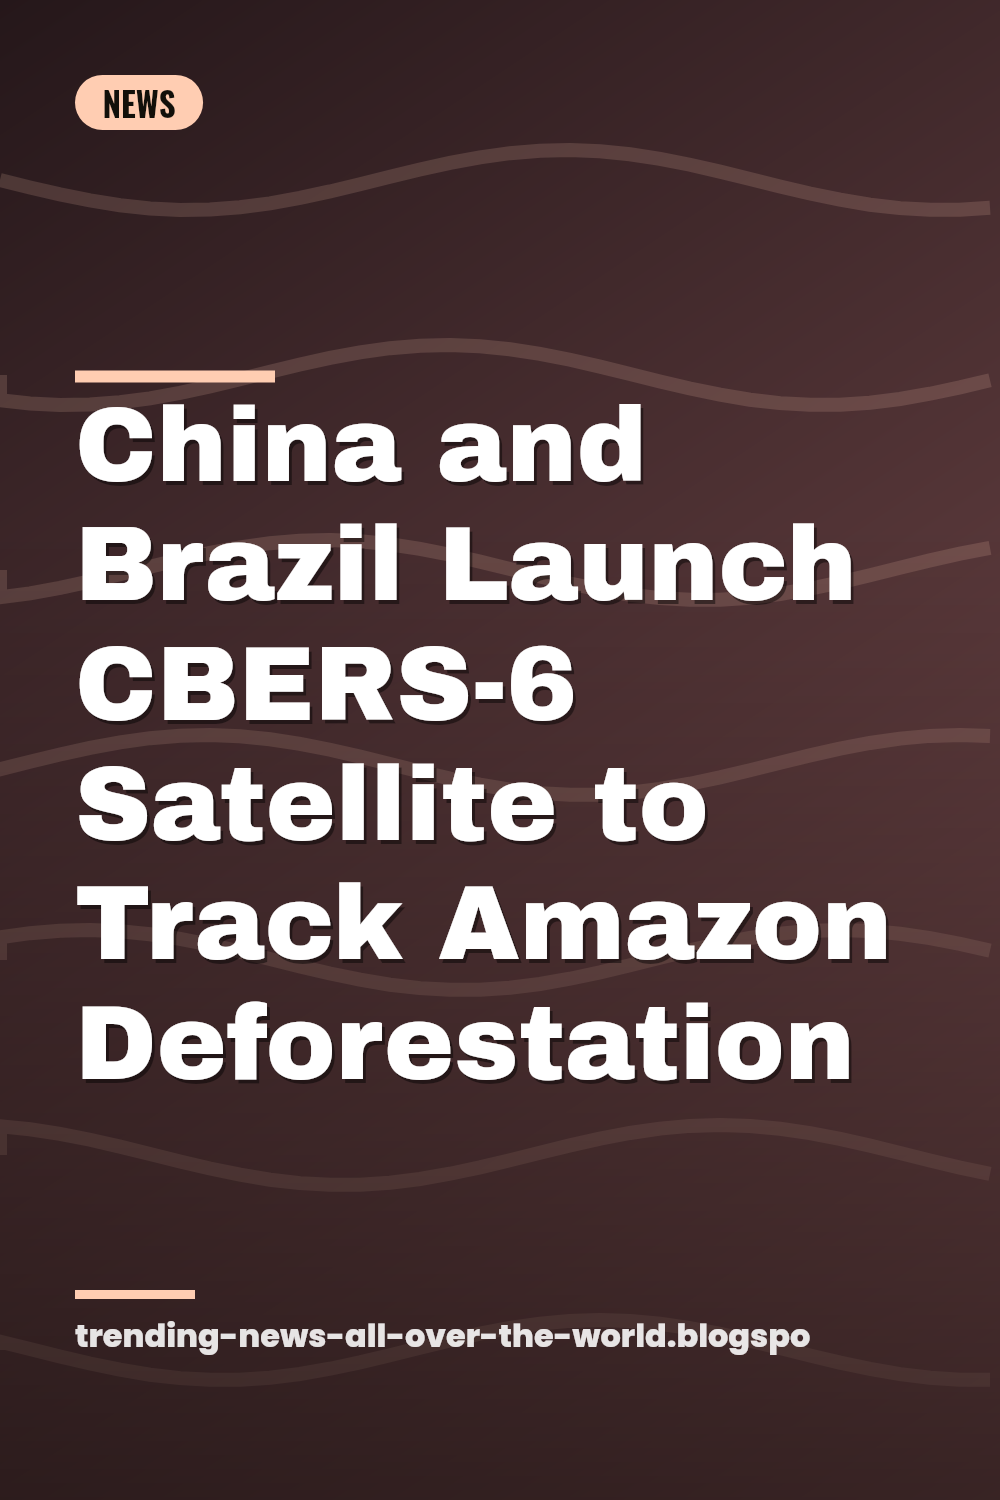 NEWS
China and
Brazil Launch
CBERS-6
Satellite to
Track Amazon
Deforestation
trending-news-all-over-the-world.blogspo